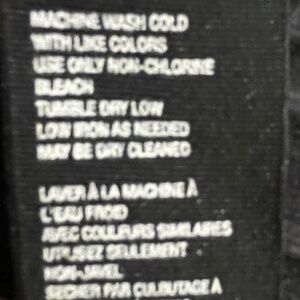 MACHINE WASH COLD
WITH LIKE COLORS
USE ONLY NON-CHLORINE
BLEACH
TUMBLE DRY LOW
LOW IRON AS NEEDED
MAY BE DRY CLEANED
LAVER À LA MACHINE À
L'EAU FROID
AVEC COULEURS SIMILAIRES
UTILISEZ SEULEMENT
NON-JAVEL
SECHER PAR CULBUTAGE À